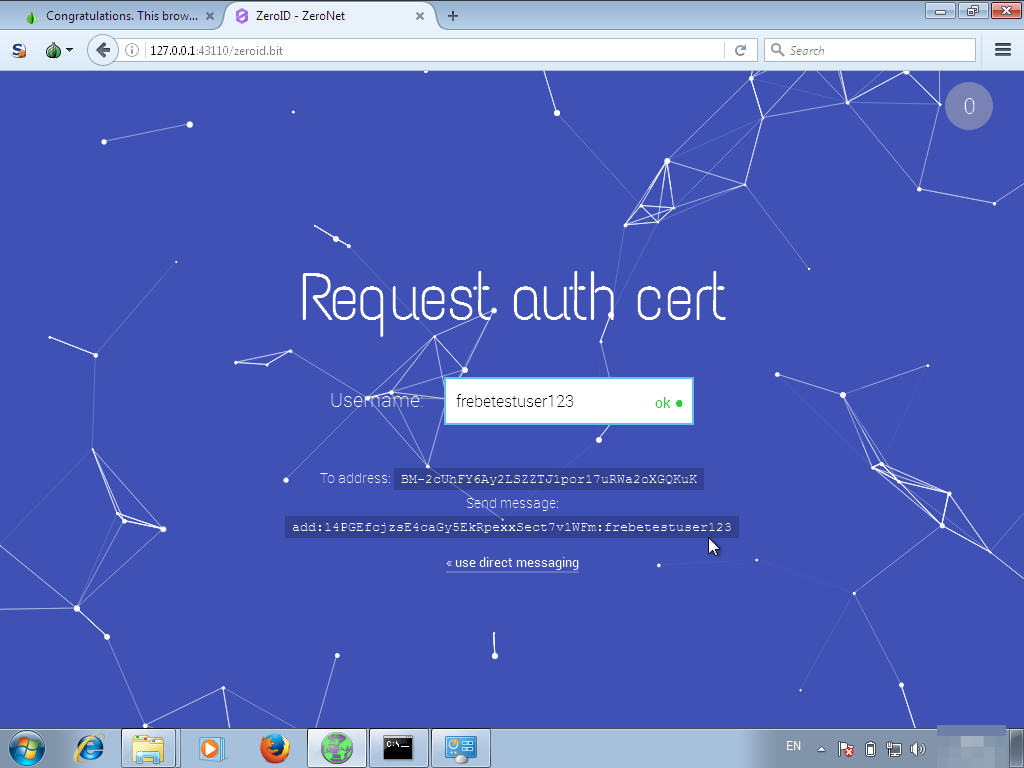 Congratulations. This brow...
ZeroID - ZeroNet
127.0.0.1:43110/zeroid.bit
Search
0
Request auth cert
Username:
frebetestuser123
ok
To address: BM-2cUhFY6Ay2LSZZTJ1por17uRWa2oXGQKuK
Send message:
add:14PGEfcjzsE4caGy5EkRpexxSect7v1WFm:frebetestuser123
« use direct messaging
C:\_
EN